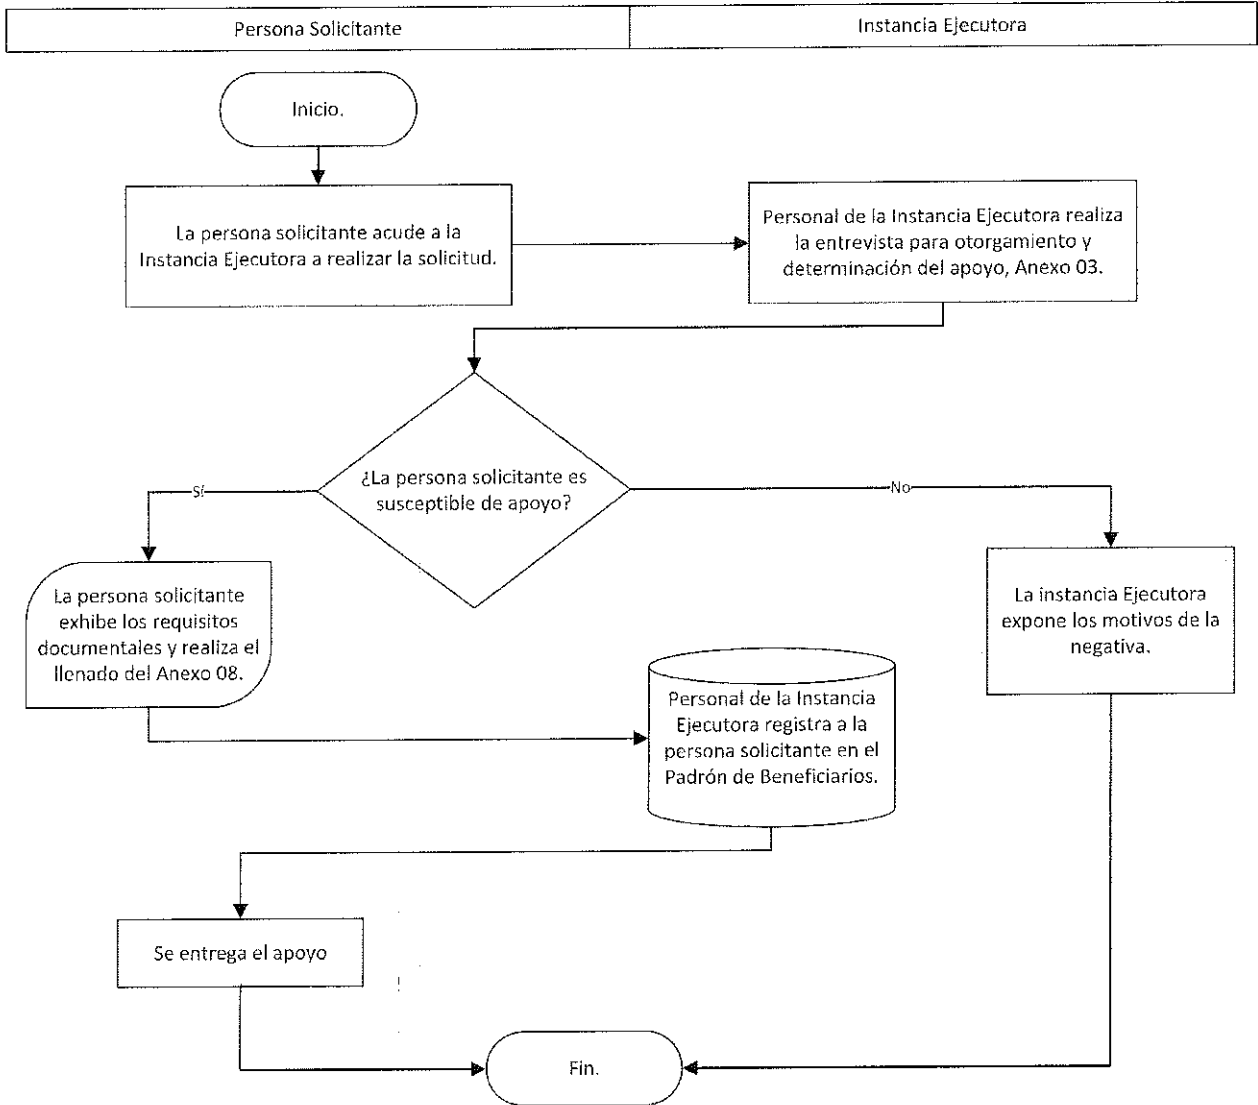 Persona Solicitante
Instancia Ejecutora
Inicio.
La persona solicitante acude a la
Instancia Ejecutora a realizar la solicitud.
Personal de la Instancia Ejecutora realiza
la entrevista para otorgamiento y
determinación del apoyo, Anexo 03.
¿La persona solicitante es
susceptible de apoyo?
Sí
No
La persona solicitante
exhibe los requisitos
documentales y realiza el
llenado del Anexo 08.
La instancia Ejecutora
expone los motivos de la
negativa.
Personal de la Instancia
Ejecutora registra a la
persona solicitante en el
Padrón de Beneficiarios.
Se entrega el apoyo
Fin.